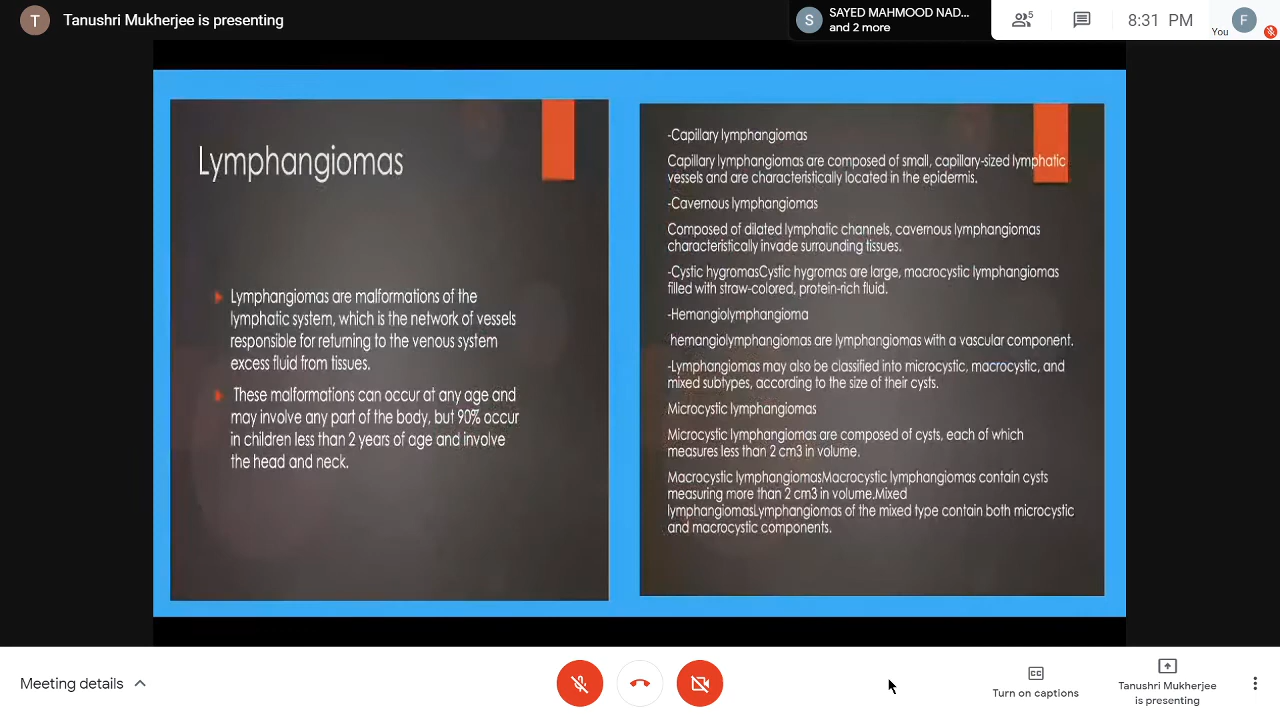 T
Tanushri Mukherjee is presenting
S
SAYED MAHMOOD NAD...
and 2 more
5
8:31 PM
You
F
Lymphangiomas
Lymphangiomas are malformations of the
lymphatic system, which is the network of vessels
responsible for returning to the venous system
excess fluid from tissues.
These malformations can occur at any age and
may involve any part of the body, but 90% occur
in children less than 2 years of age and involve
the head and neck.
-Capillary lymphangiomas
Capillary lymphangiomas are composed of small, capillary-sized lymphatic
vessels and are characteristically located in the epidermis.
-Cavernous lymphangiomas
Composed of dilated lymphatic channels, cavernous lymphangiomas
characteristically invade surrounding tissues.
-Cystic hygromasCystic hygromas are large, macrocystic lymphangiomas
filled with straw-colored, protein-rich fluid.
-Hemangiolymphangioma
hemangiolymphangiomas are lymphangiomas with a vascular component.
-Lymphangiomas may also be classified into microcystic, macrocystic, and
mixed subtypes, according to the size of their cysts.
Microcystic lymphangiomas
Microcystic lymphangiomas are composed of cysts, each of which
measures less than 2 cm3 in volume.
Macrocystic lymphangiomasMacrocystic lymphangiomas contain cysts
measuring more than 2 cm3 in volume.Mixed
lymphangiomasLymphangiomas of the mixed type contain both microcystic
and macrocystic components.
Meeting details
CC
Turn on captions
Tanushri Mukherjee
is presenting